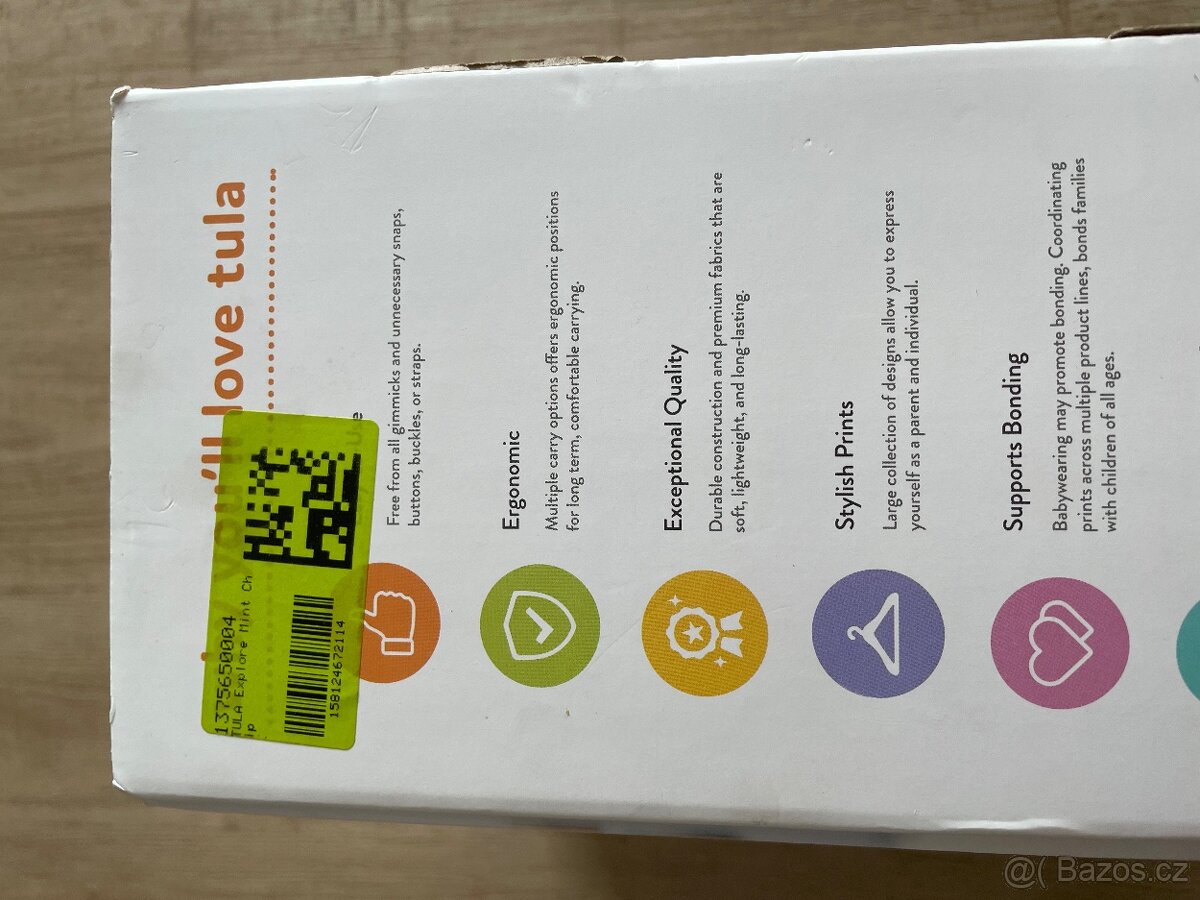 you'll love tula
1375650004
TULA Explore Mint Ch
ip
158124672114
Free from all gimmicks and unnecessary snaps,
buttons, buckles, or straps.
Ergonomic
Multiple carry options offers ergonomic positions
for long term, comfortable carrying.
Exceptional Quality
Durable construction and premium fabrics that are
soft, lightweight, and long-lasting.
Stylish Prints
Large collection of designs allow you to express
yourself as a parent and individual.
Supports Bonding
Babywearing may promote bonding. Coordinating
prints across multiple product lines, bonds families
with children of all ages.
@( Bazos.cz